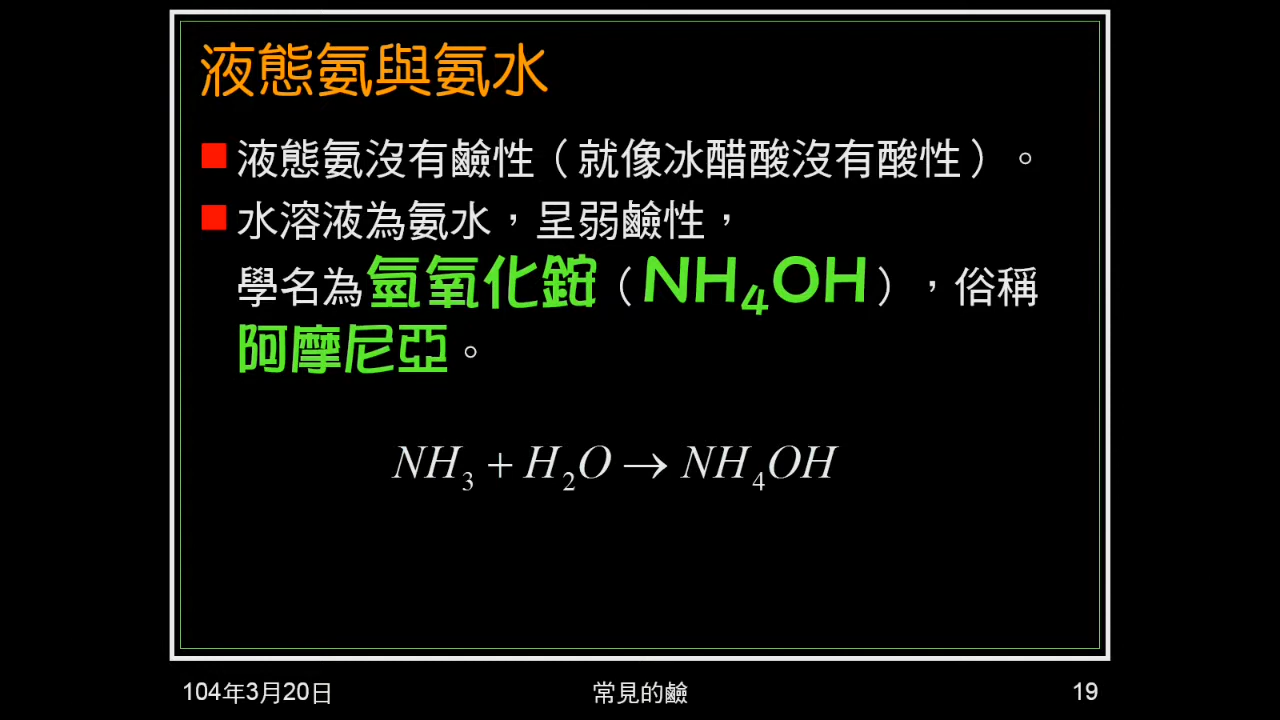 液態氨與氨水
液態氨沒有鹼性（就像冰醋酸沒有酸性）。
水溶液為氨水，呈弱鹼性，
學名為氫氧化銨（NH₄OH），俗稱
阿摩尼亞。
NH₃ + H₂O → NH₄OH
104年3月20日 常見的鹼 19